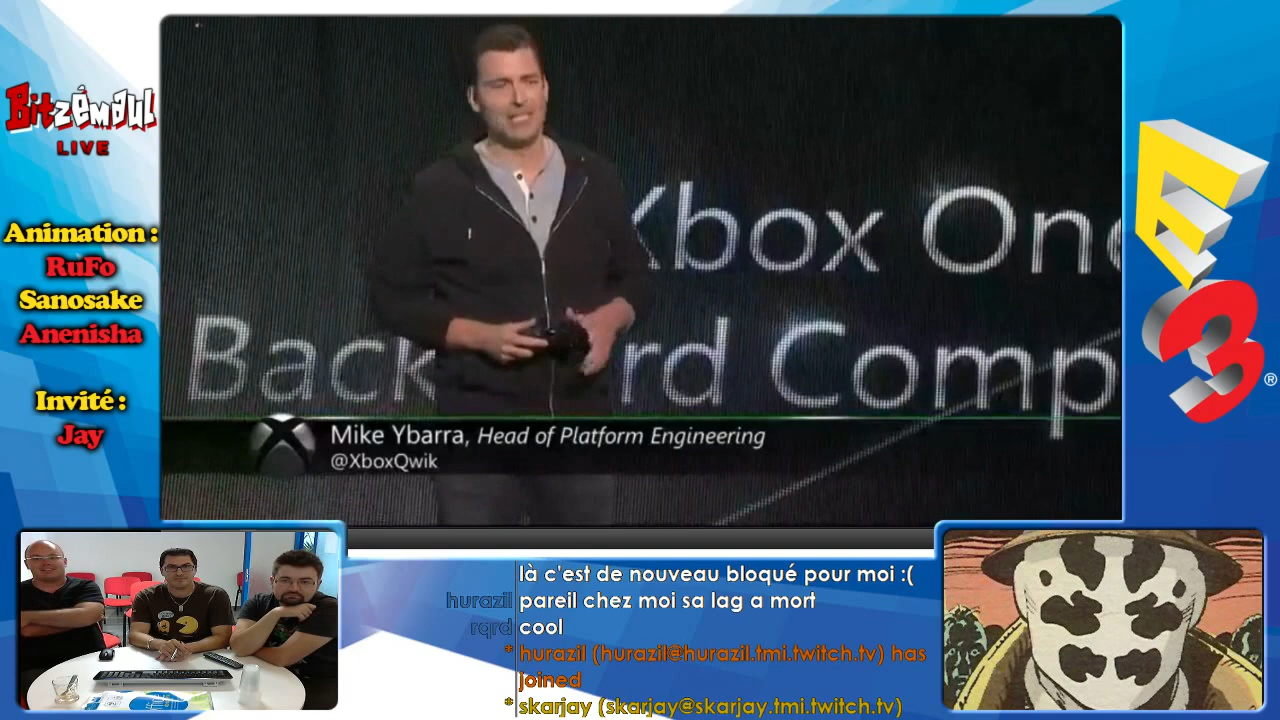 BitzémAul
LIVE
Animation :
RuFo
Sanosake
Anenisha
Invité :
Jay
Xbox One
Back rd Comp
Mike Ybarra, Head of Platform Engineering
@XboxQwik
E3®
là c'est de nouveau bloqué pour moi :(
hurazil pareil chez moi sa lag a mort
rqrd cool
* hurazil (hurazil@hurazil.tmi.twitch.tv) has
joined
* skarjay (skarjay@skarjay.tmi.twitch.tv)